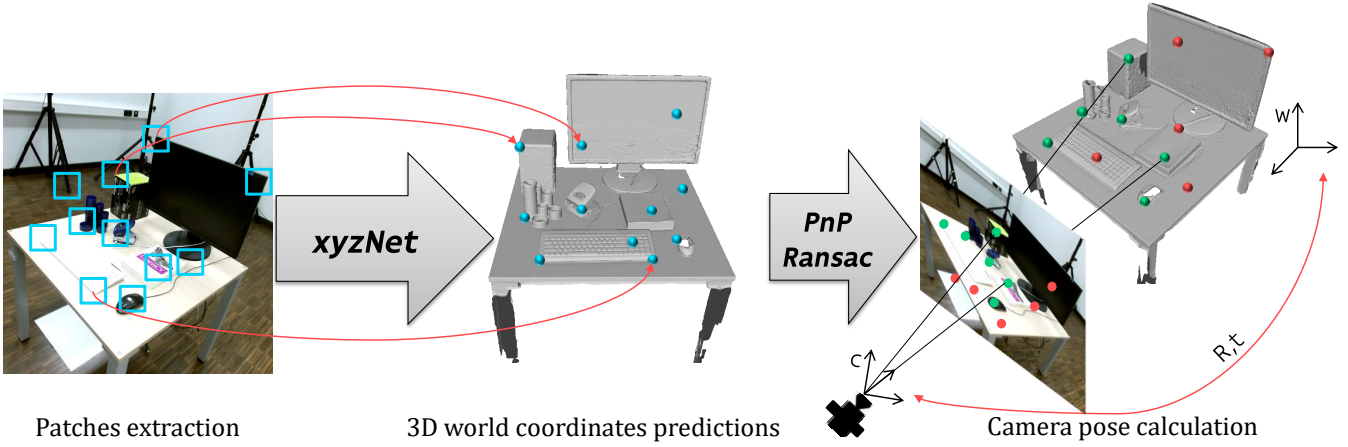 xyzNet
PnP
Ransac
W
C
R,t
Patches extraction
3D world coordinates predictions
Camera pose calculation